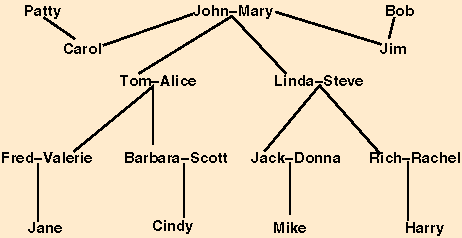 Patty John–Mary Bob
Carol Jim
Tom–Alice Linda–Steve
Fred–Valerie Barbara–Scott Jack–Donna Rich–Rachel
Jane Cindy Mike Harry